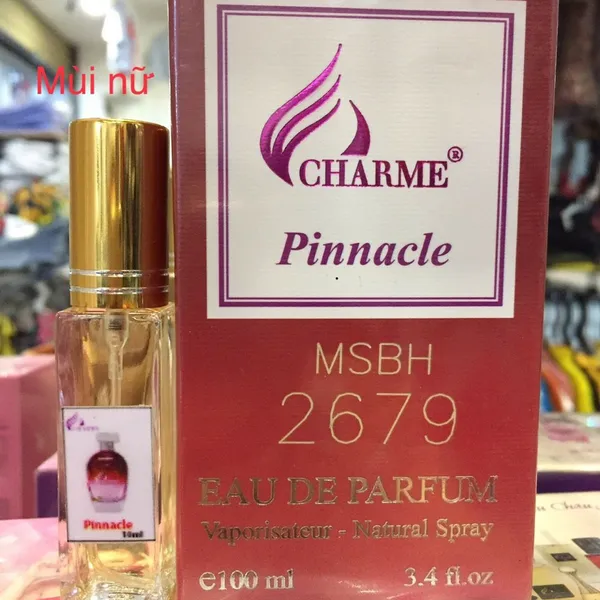 Mùi nữ
CHARME®
Pinnacle
MSBH
2679
EAU DE PARFUM
Vaporisateur - Natural Spray
e100 ml 3.4 fl.oz
Pinnacle
10ml